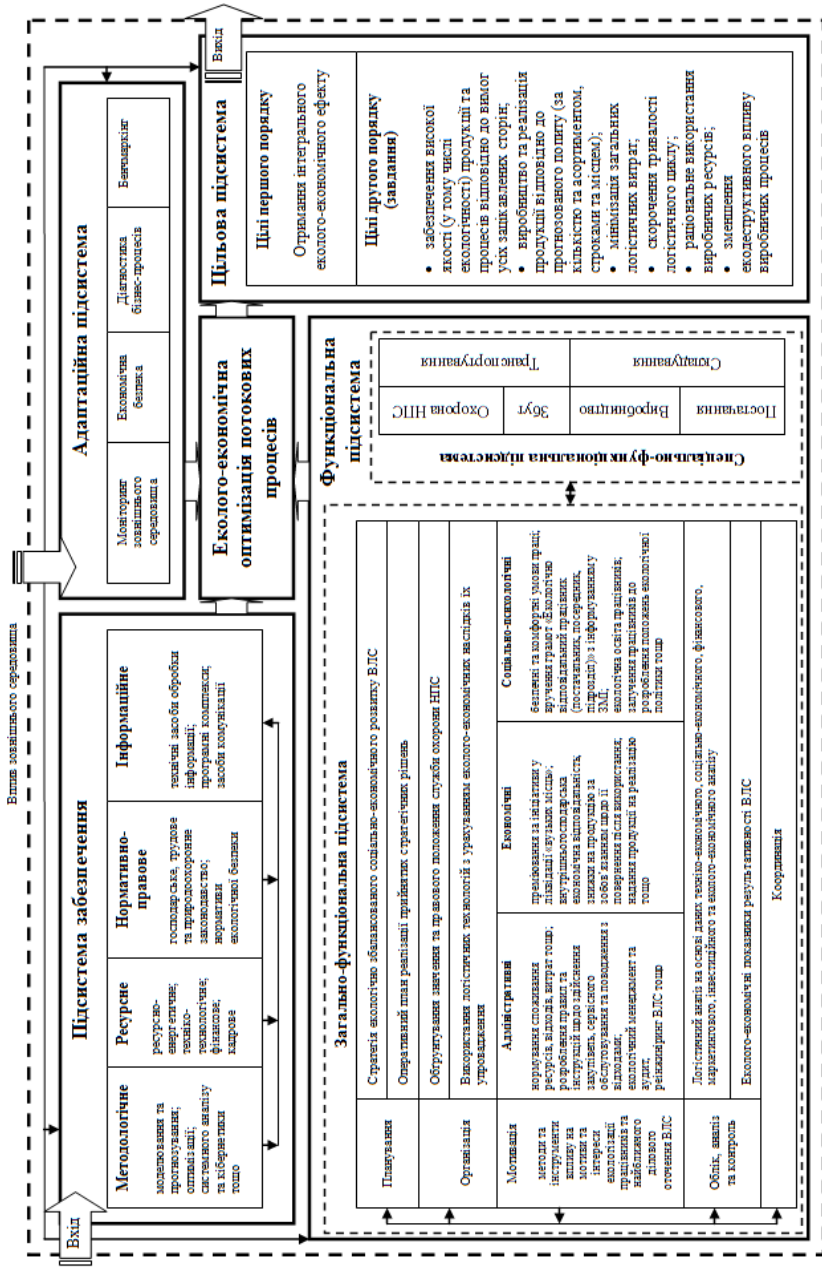 Вплив зовнішнього середовища
Вхід
Підсистема забезпечення
Методологічне
моделювання та
прогнозування;
оптимізації;
системного аналізу
та кібернетики
тощо
Ресурсне
ресурсно-
енергетичне;
техніко-
технологічне;
фінансове;
кадрове
Нормативно-
правове
господарське, трудове
та природоохоронне
законодавство;
нормативи
екологічної безпеки
Інформаційне
технічні засоби обробки
інформації;
програмні комплекси;
засоби комунікації
Адаптаційна підсистема
Моніторинг
зовнішнього
середовища
Економічна
безпека
Діагностика
бізнес-процесів
Бенчмаркінг
Еколого-економічна
оптимізація потокових
процесів
Вихід
Цільова підсистема
Цілі першого порядку
Отримання інтегрального
еколого-економічного ефекту
Цілі другого порядку
(завдання)
• забезпечення високої
якості (у тому числі
екологічності) продукції та
процесів відповідно до вимог
усіх зацікавлених сторін;
• виробництво та реалізація
продукції відповідно до
прогнозованого попиту (за
кількістю та асортиментом,
строками та місцем);
• мінімізація загальних
логістичних витрат;
• скорочення тривалості
логістичного циклу;
• раціональне використання
виробничих ресурсів;
• зменшення
екодеструктивного впливу
виробничих процесів
Функціональна
підсистема
Загально-функціональна підсистема
Планування
Стратегія екологічно збалансованого соціально-економічного розвитку ВЛС
Оперативний план реалізації прийнятих стратегічних рішень
Організація
Обґрунтування значення та правового положення служби охорони НПС
Використання логістичних технологій з урахуванням еколого-економічних наслідків їх
упровадження
Мотивація
методи та
інструменти
впливу на
мотиви та
інтереси
екологізації
працівників та
найближчого
ділового
оточення ВЛС
Адміністративні
нормування споживання
ресурсів, відходів, витрат тощо;
розроблення правил та
інструкцій щодо здійснення
закупівель, сервісного
обслуговування та поводження з
відходами;
екологічний менеджмент та
аудит,
реінжиніринг ВЛС тощо
Економічні
преміювання за ініціативи у
ліквідації «вузьких місць»;
внутрішньогосподарська
економічна відповідальність;
знижки на продукцію за
зобов'язанням щодо її
повернення після використання;
надання продукції на реалізацію
тощо
Соціально-психологічні
безпечні та комфортні умови праці;
вручення грамот «Екологічно
відповідальний працівник
(постачальник, посередник,
підрозділ)» з інформуванням у
ЗМІ;
екологічна освіта працівників;
залучення працівників до
розроблення положень екологічної
політики тощо
Облік, аналіз
та контроль
Логістичний аналіз на основі даних техніко-економічного, соціально-економічного, фінансового,
маркетингового, інвестиційного та еколого-економічного аналізу
Еколого-економічні показники результативності ВЛС
Координація
Спеціально-функціональна підсистема
Постачання
Виробництво
Збут
Охорона НПС
Складування
Транспортування